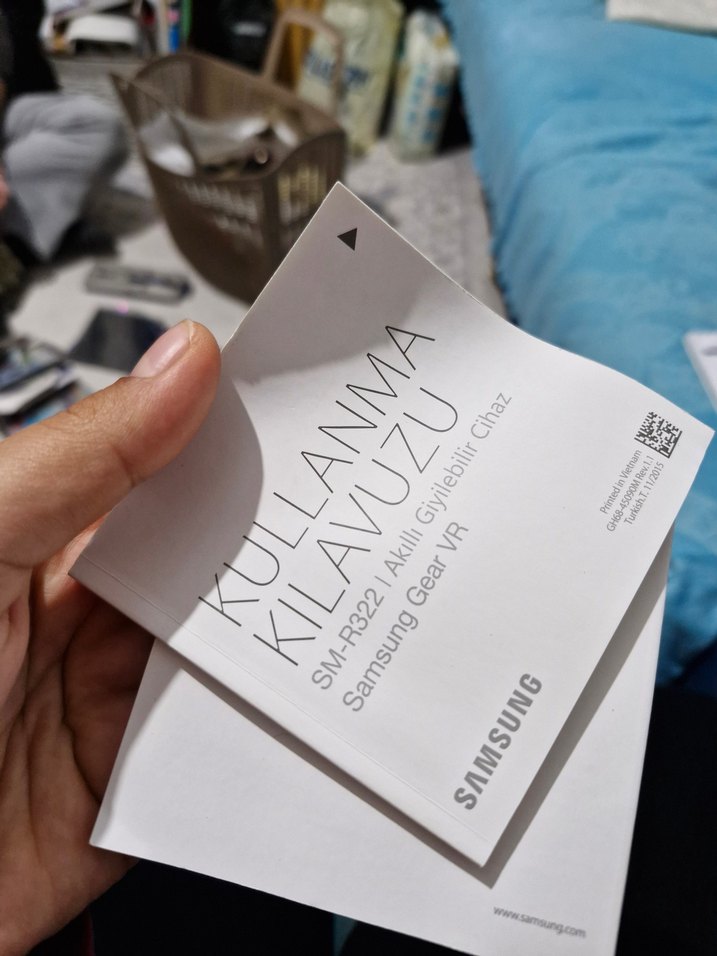 KULLANMA
KILAVUZU
SM-R322 | Akıllı Giyilebilir Cihaz
Samsung Gear VR
Printed in Vietnam
GH68-45090M Rev.1.1
Turkish.T. 11/2015
SAMSUNG
www.samsung.com